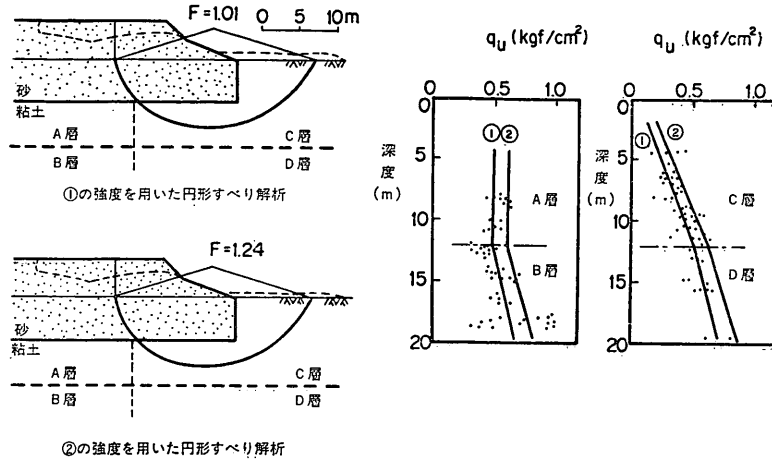 F=1.01
0 5 10m
砂
粘土
A層 C層
B層 D層
①の強度を用いた円形すべり解析
F=1.24
砂
粘土
A層 C層
B層 D層
②の強度を用いた円形すべり解析
qu (kgf/cm²)
0 0.5 1.0
0
5
10
15
20
深度(m)
① ②
A層
B層
qu (kgf/cm²)
0 0.5 1.0
0
5
10
15
20
深度(m)
① ②
C層
D層